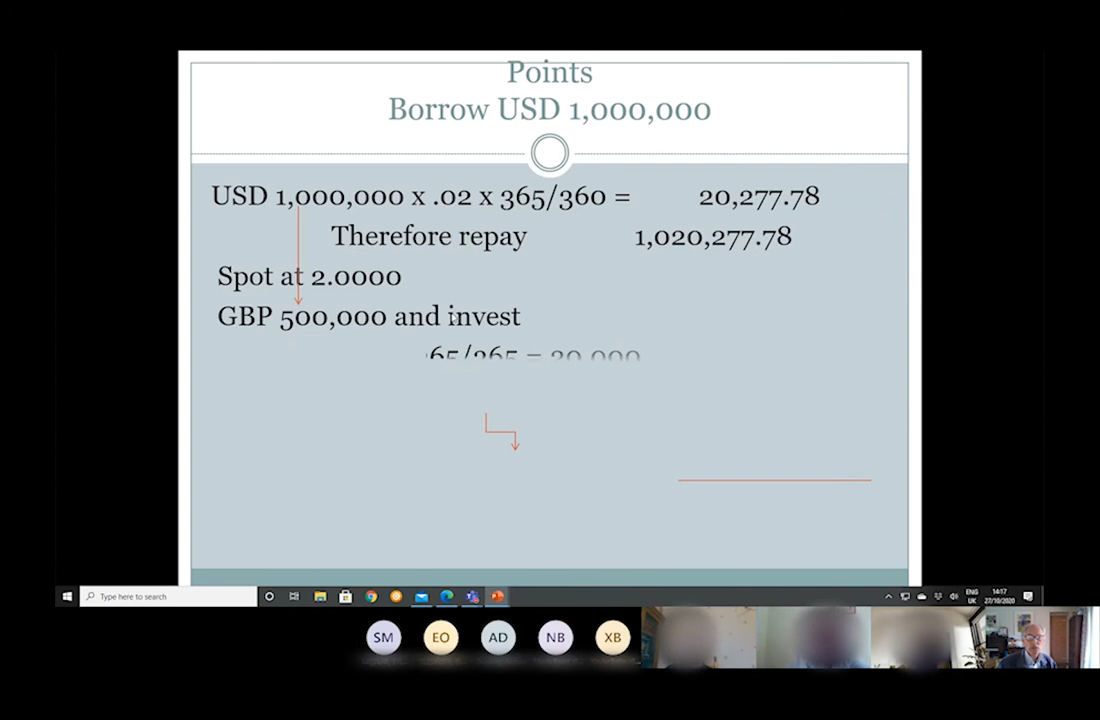 Points
Borrow USD 1,000,000
USD 1,000,000 x .02 x 365/360 = 20,277.78
Therefore repay 1,020,277.78
Spot at 2.0000
GBP 500,000 and invest
65/365 = 20,000
Type here to search
ENG
UK
14:17
27/10/2020
SM EO AD NB XB